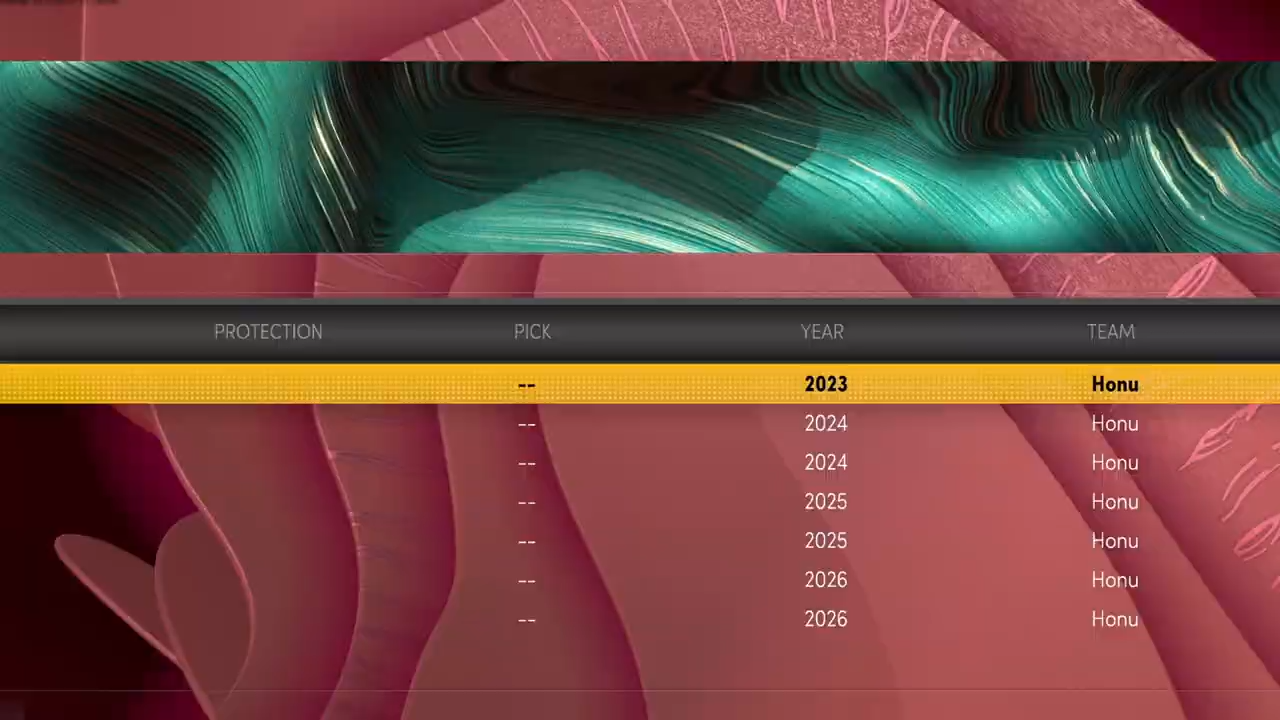 PROTECTION PICK YEAR TEAM
-- 2023 Honu
-- 2024 Honu
-- 2024 Honu
-- 2025 Honu
-- 2025 Honu
-- 2026 Honu
-- 2026 Honu